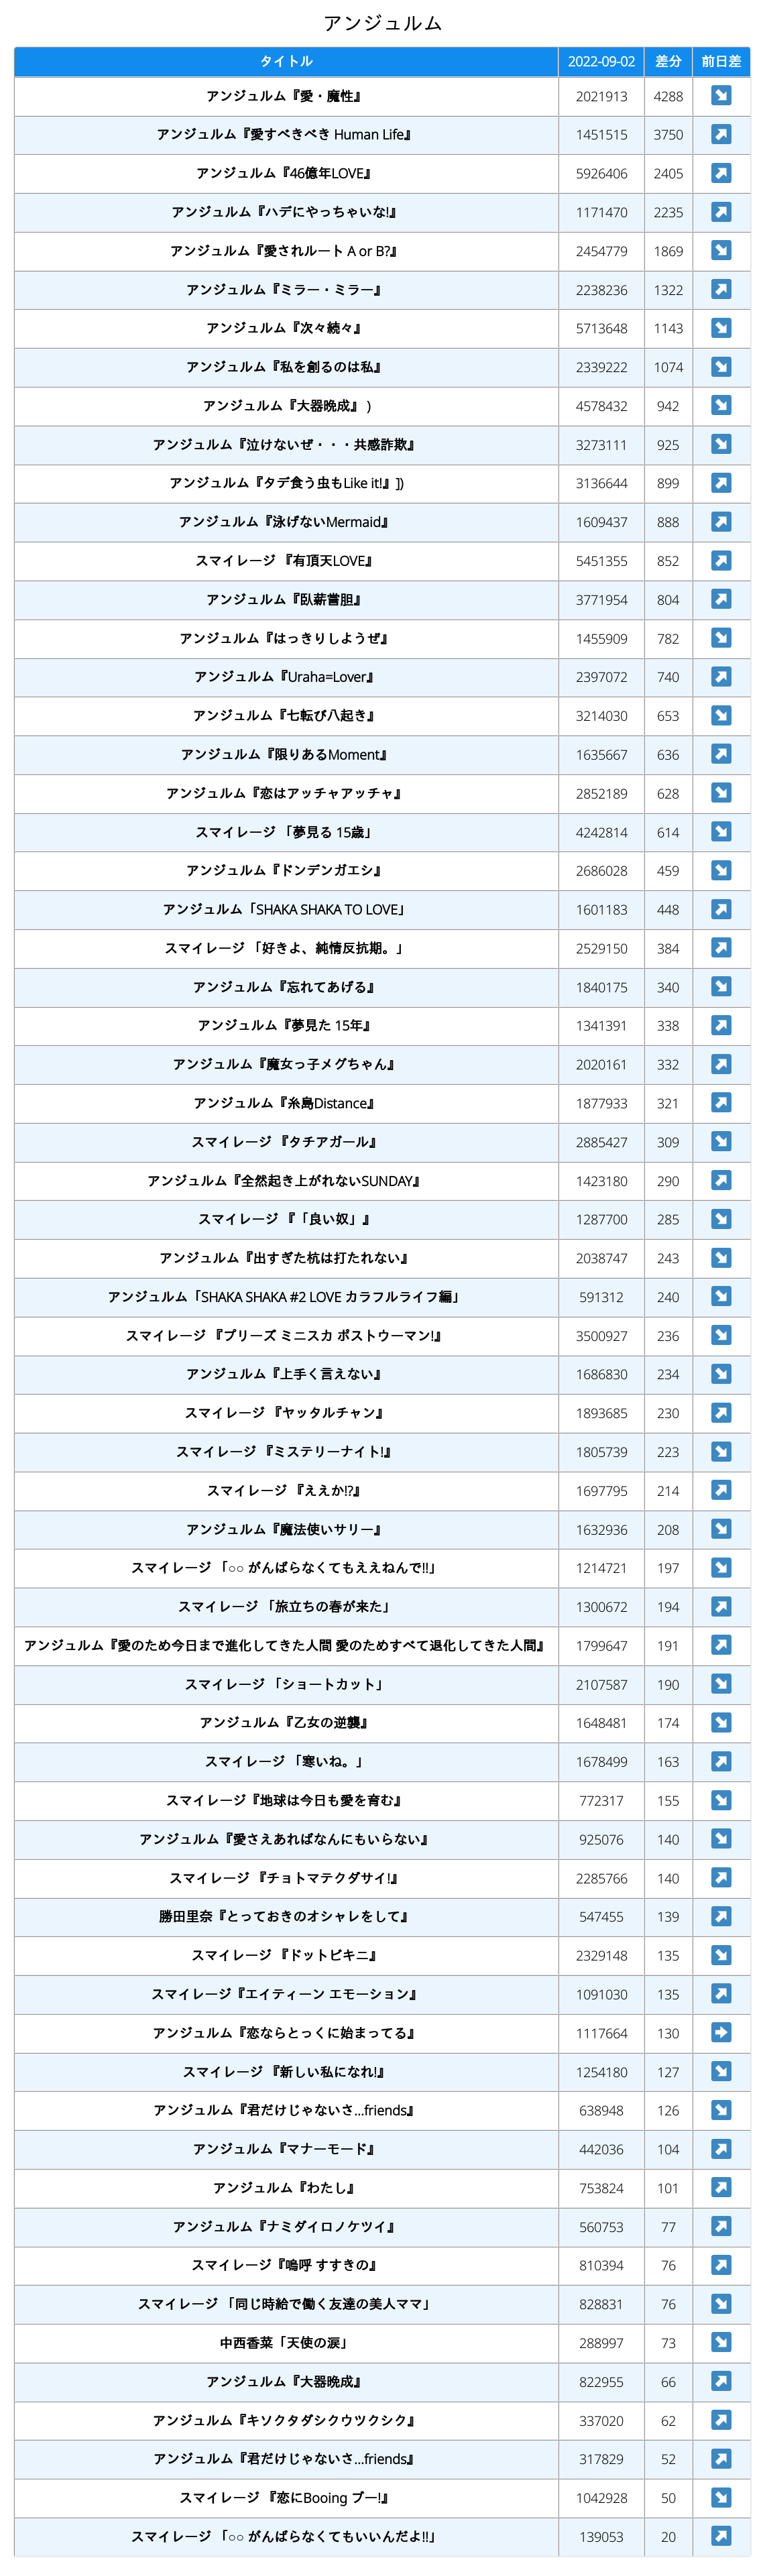 アンジュルム
タイトル 2022-09-02 差分 前日差
アンジュルム『愛・魔性』 2021913 4288 ↘
アンジュルム『愛すべきべき Human Life』 1451515 3750 ↗
アンジュルム『46億年LOVE』 5926406 2405 ↗
アンジュルム『ハデにやっちゃいな!』 1171470 2235 ↗
アンジュルム『愛されルート A or B?』 2454779 1869 ↘
アンジュルム『ミラー・ミラー』 2238236 1322 ↗
アンジュルム『次々続々』 5713648 1143 ↘
アンジュルム『私を創るのは私』 2339222 1074 ↘
アンジュルム『大器晩成』 ) 4578432 942 ↘
アンジュルム『泣けないぜ・・・共感詐欺』 3273111 925 ↘
アンジュルム『タデ食う虫もLike it!』]) 3136644 899 ↗
アンジュルム『泳げないMermaid』 1609437 888 ↗
スマイレージ 『有頂天LOVE』 5451355 852 ↗
アンジュルム『臥薪嘗胆』 3771954 804 ↗
アンジュルム『はっきりしようぜ』 1455909 782 ↘
アンジュルム『Uraha=Lover』 2397072 740 ↗
アンジュルム『七転び八起き』 3214030 653 ↘
アンジュルム『限りあるMoment』 1635667 636 ↗
アンジュルム『恋はアッチャアッチャ』 2852189 628 ↘
スマイレージ 「夢見る 15歳」 4242814 614 ↘
アンジュルム『ドンデンガエシ』 2686028 459 ↘
アンジュルム「SHAKA SHAKA TO LOVE」 1601183 448 ↗
スマイレージ 「好きよ、純情反抗期。」 2529150 384 ↗
アンジュルム『忘れてあげる』 1840175 340 ↘
アンジュルム『夢見た 15年』 1341391 338 ↗
アンジュルム『魔女っ子メグちゃん』 2020161 332 ↗
アンジュルム『糸島Distance』 1877933 321 ↗
スマイレージ 『タチアガール』 2885427 309 ↘
アンジュルム『全然起き上がれないSUNDAY』 1423180 290 ↗
スマイレージ 『「良い奴」』 1287700 285 ↘
アンジュルム『出すぎた杭は打たれない』 2038747 243 ↘
アンジュルム「SHAKA SHAKA #2 LOVE カラフルライフ編」 591312 240 ↘
スマイレージ 『プリーズ ミニスカ ポストウーマン!』 3500927 236 ↘
アンジュルム『上手く言えない』 1686830 234 ↘
スマイレージ 『ヤッタルチャン』 1893685 230 ↗
スマイレージ 『ミステリーナイト!』 1805739 223 ↘
スマイレージ 『ええか!?』 1697795 214 ↗
アンジュルム『魔法使いサリー』 1632936 208 ↘
スマイレージ 「○○ がんばらなくてもええねんで!!」 1214721 197 ↘
スマイレージ 「旅立ちの春が来た」 1300672 194 ↗
アンジュルム『愛のため今日まで進化してきた人間 愛のためすべて退化してきた人間』 1799647 191 ↗
スマイレージ 「ショートカット」 2107587 190 ↘
アンジュルム『乙女の逆襲』 1648481 174 ↘
スマイレージ 「寒いね。」 1678499 163 ↗
スマイレージ『地球は今日も愛を育む』 772317 155 ↘
アンジュルム『愛さえあればなんにもいらない』 925076 140 ↘
スマイレージ 『チョトマテクダサイ!』 2285766 140 ↗
勝田里奈『とっておきのオシャレをして』 547455 139 ↗
スマイレージ 『ドットビキニ』 2329148 135 ↘
スマイレージ『エイティーン エモーション』 1091030 135 ↗
アンジュルム『恋ならとっくに始まってる』 1117664 130 →
スマイレージ 『新しい私になれ!』 1254180 127 ↘
アンジュルム『君だけじゃないさ...friends』 638948 126 ↘
アンジュルム『マナーモード』 442036 104 ↗
アンジュルム『わたし』 753824 101 ↗
アンジュルム『ナミダイロノケツイ』 560753 77 ↗
スマイレージ『嗚呼 すすきの』 810394 76 ↗
スマイレージ 「同じ時給で働く友達の美人ママ」 828831 76 ↘
中西香菜「天使の涙」 288997 73 ↘
アンジュルム『大器晩成』 822955 66 ↗
アンジュルム『キソクタダシクウツクシク』 337020 62 ↗
アンジュルム『君だけじゃないさ...friends』 317829 52 ↗
スマイレージ 『恋にBooing ブー!』 1042928 50 ↘
スマイレージ 「○○ がんばらなくてもいいんだよ!!」 139053 20 ↗